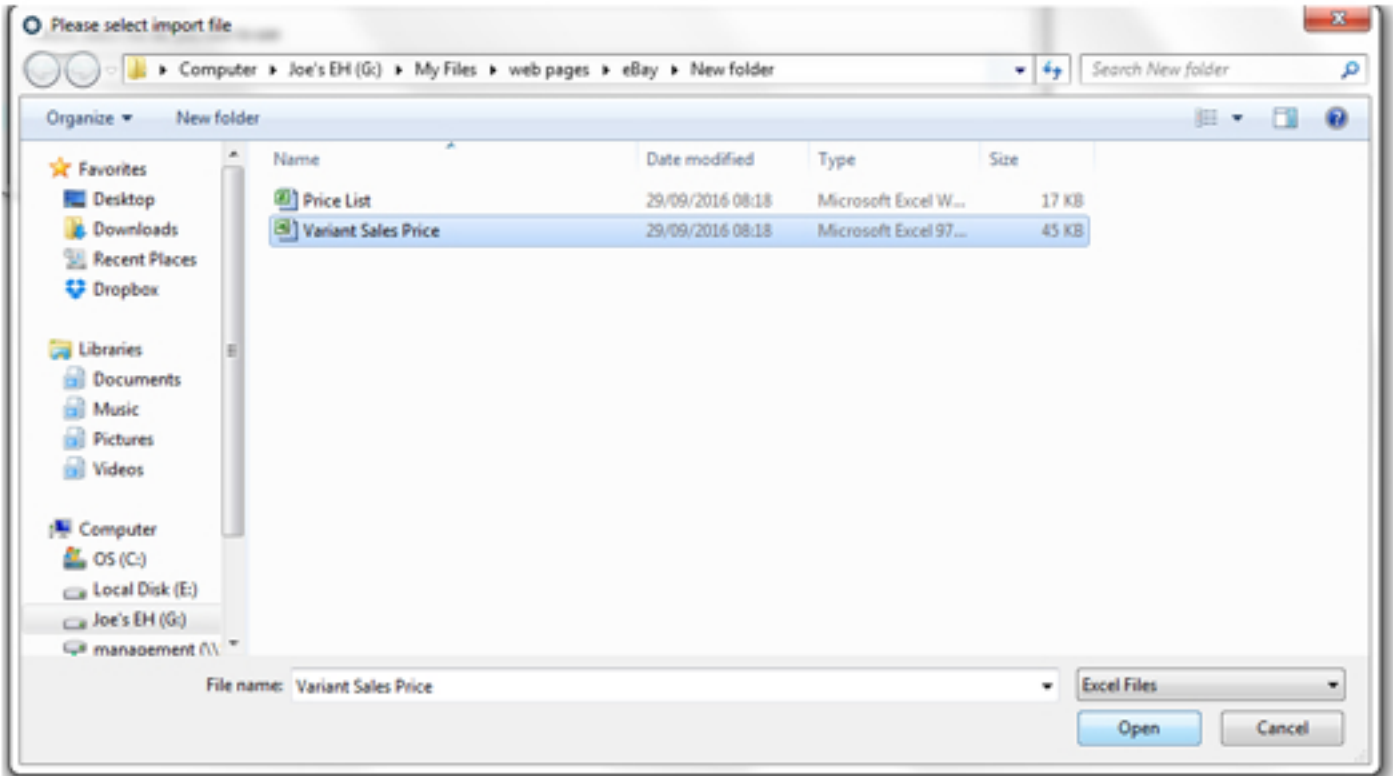 Please select import file
Computer Joe's EH (G:) My Files web pages eBay New folder
Search New folder
Organize New folder
Name Date modified Type Size
Favorites
Desktop
Downloads
Recent Places
Dropbox
Libraries
Documents
Music
Pictures
Videos
Computer
OS (C:)
Local Disk (E:)
Joe's EH (G:)
management (\\
Price List 29/09/2016 08:18 Microsoft Excel W... 17 KB
Variant Sales Price 29/09/2016 08:18 Microsoft Excel 97... 45 KB
File name: Variant Sales Price Excel Files
Open Cancel